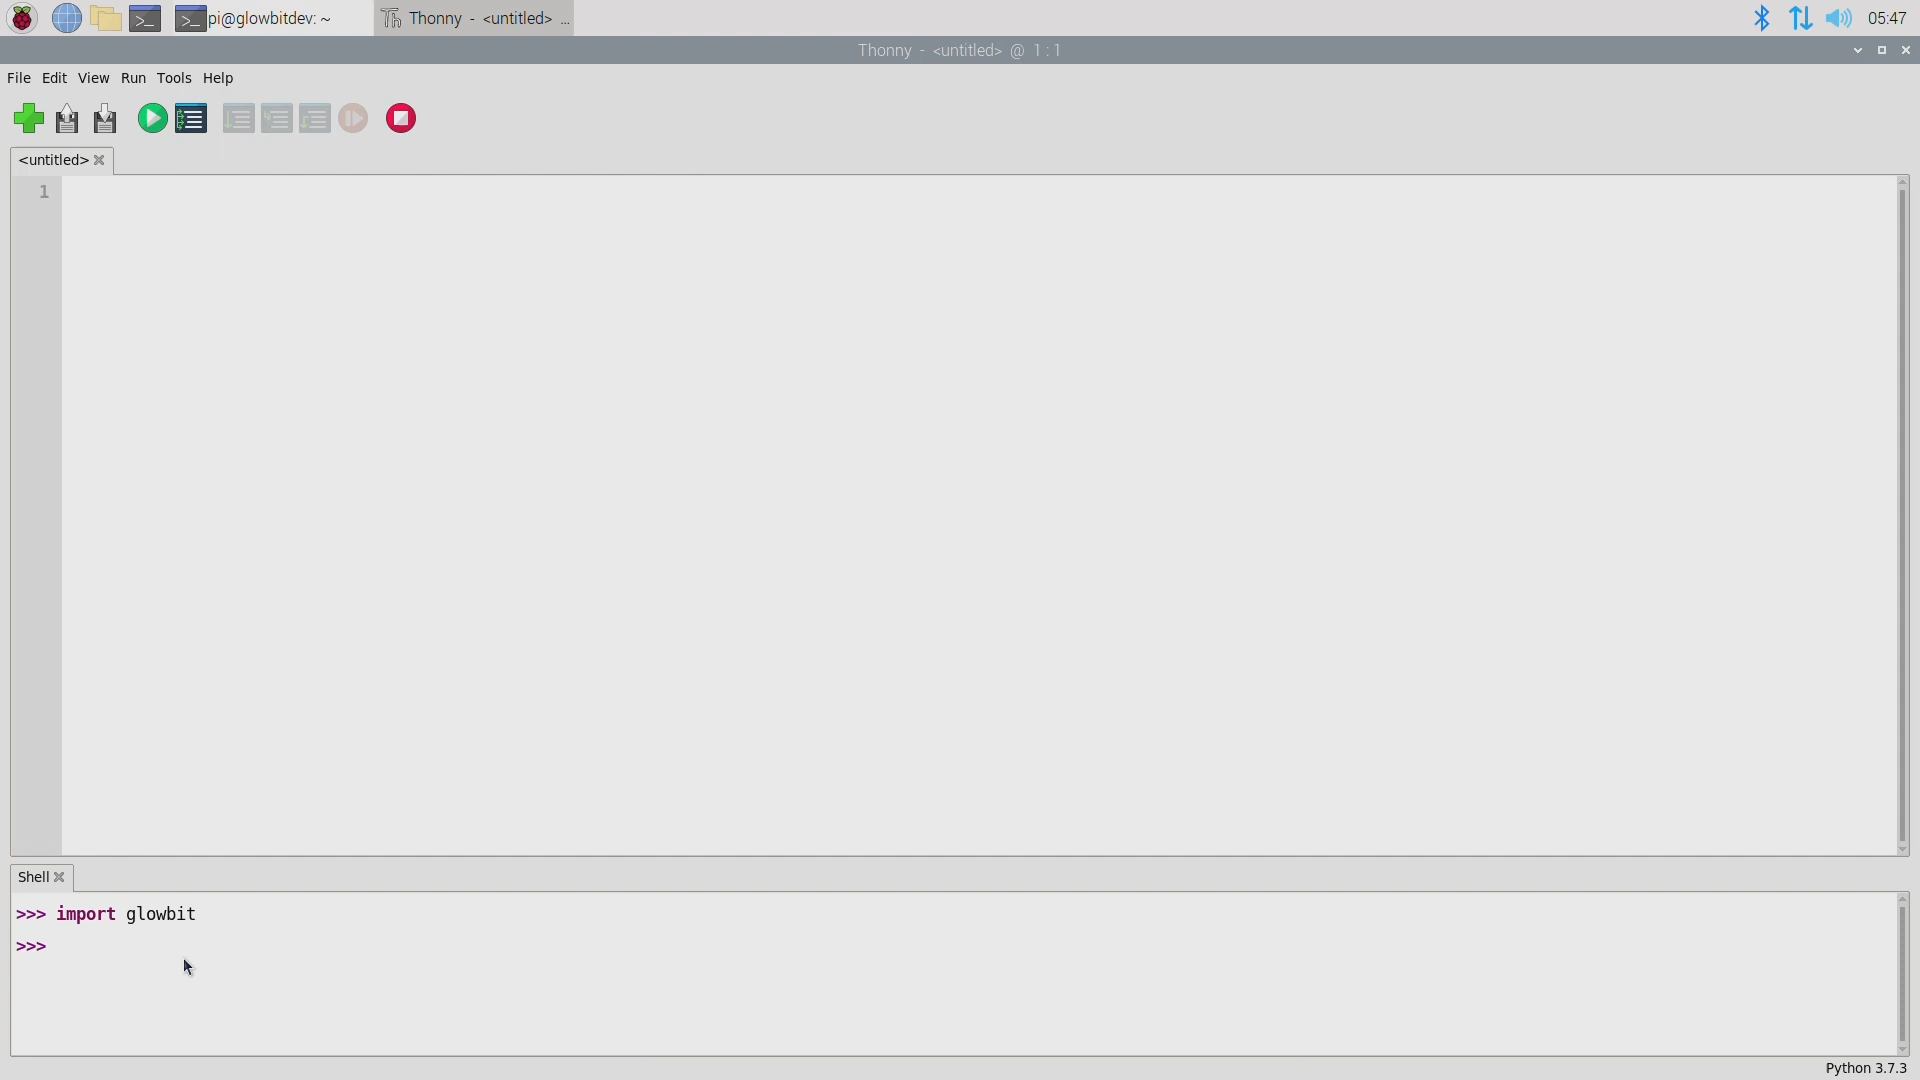 pi@glowbitdev: ~
Thonny - <untitled> ...
05:47
Thonny - <untitled> @ 1 : 1
File Edit View Run Tools Help
<untitled>
1
Shell
>>> import glowbit
>>>
Python 3.7.3